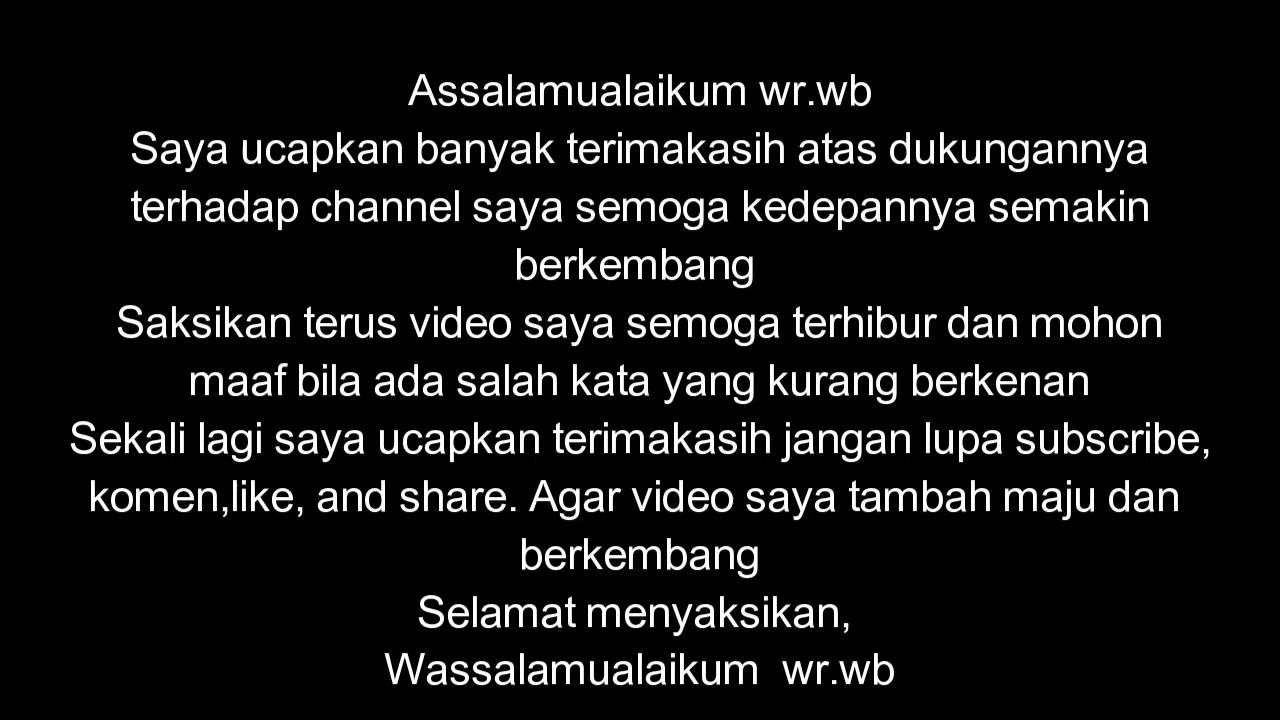 Assalamualaikum wr.wb
Saya ucapkan banyak terimakasih atas dukungannya
terhadap channel saya semoga kedepannya semakin
berkembang
Saksikan terus video saya semoga terhibur dan mohon
maaf bila ada salah kata yang kurang berkenan
Sekali lagi saya ucapkan terimakasih jangan lupa subscribe,
komen,like, and share. Agar video saya tambah maju dan
berkembang
Selamat menyaksikan,
Wassalamualaikum  wr.wb